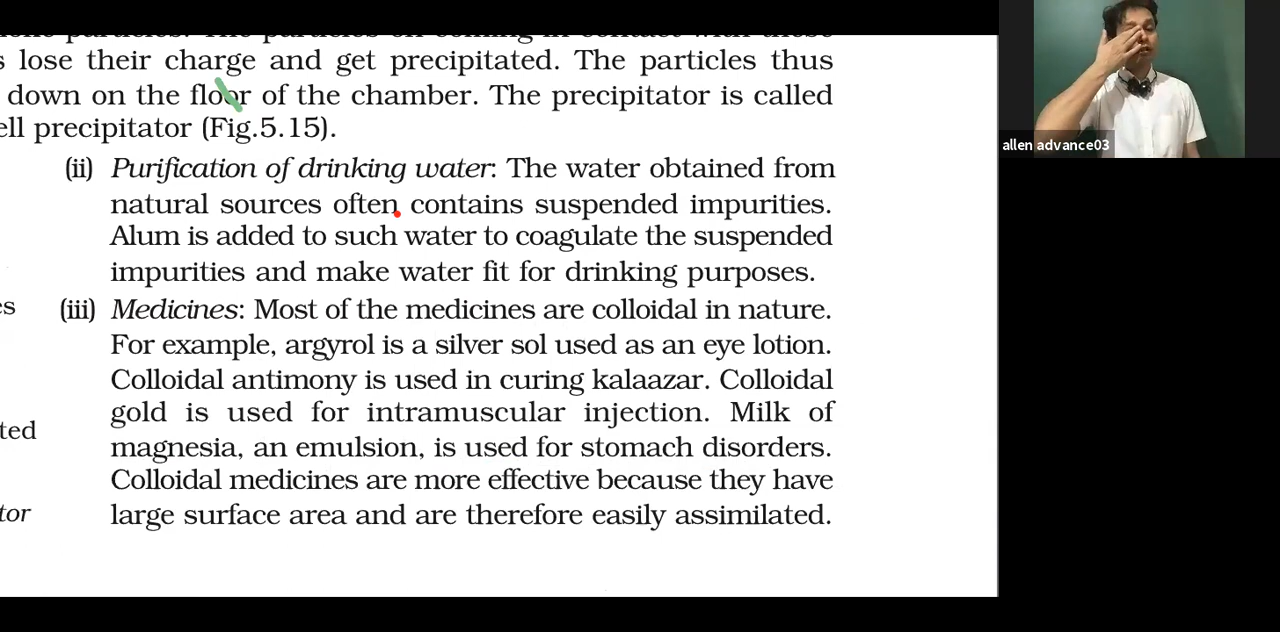 s lose their charge and get precipitated. The particles thus
down on the floor of the chamber. The precipitator is called
ell precipitator (Fig.5.15).
(ii) Purification of drinking water: The water obtained from
natural sources often contains suspended impurities.
Alum is added to such water to coagulate the suspended
impurities and make water fit for drinking purposes.
(iii) Medicines: Most of the medicines are colloidal in nature.
For example, argyrol is a silver sol used as an eye lotion.
Colloidal antimony is used in curing kalaazar. Colloidal
gold is used for intramuscular injection. Milk of
magnesia, an emulsion, is used for stomach disorders.
Colloidal medicines are more effective because they have
large surface area and are therefore easily assimilated.
es
ted
tor
allen advance03